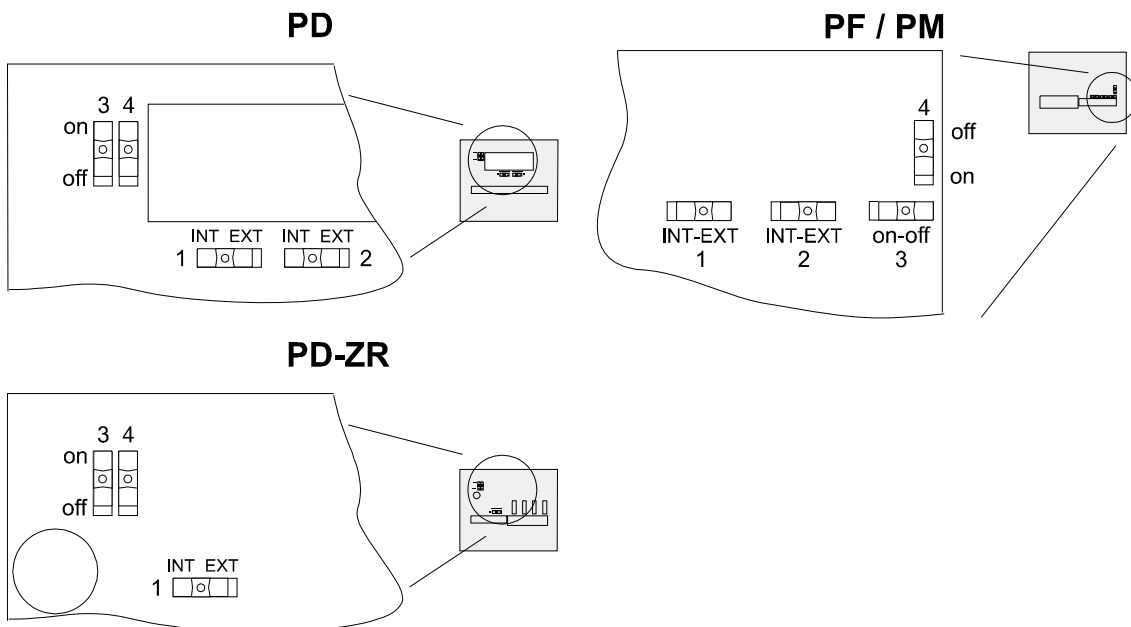 PD
3 4
on
off
INT EXT INT EXT
1 2
PF / PM
4
off
on
INT-EXT INT-EXT on-off
1 2 3
PD-ZR
3 4
on
off
INT EXT
1